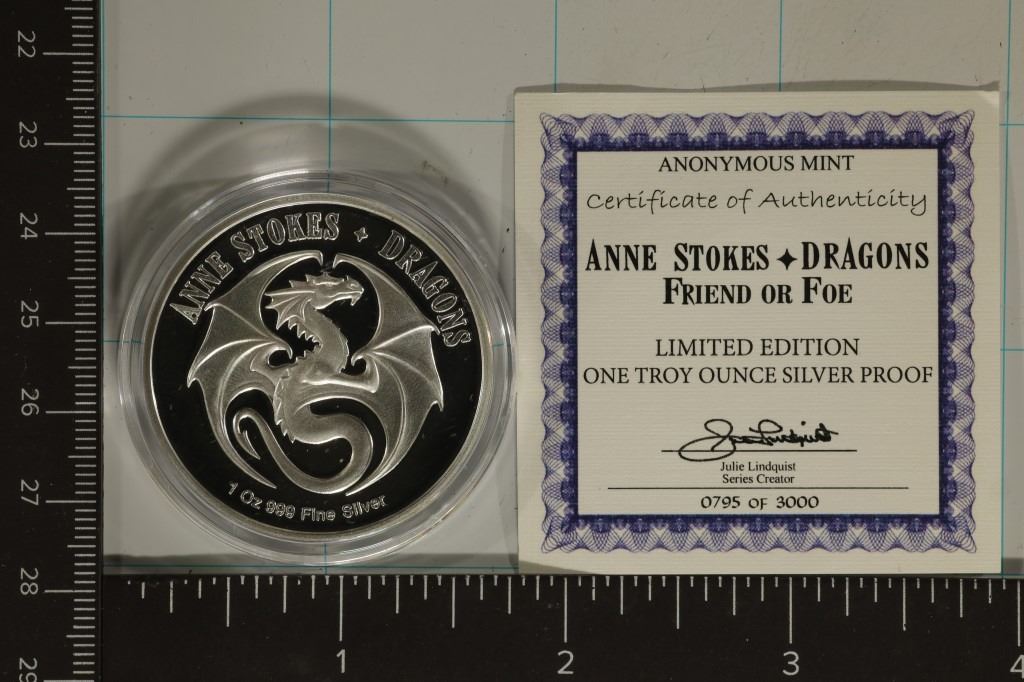 ANNE STOKES ✦ DRAGONS
1 Oz 999 Fine Silver
ANONYMOUS MINT
Certificate of Authenticity
ANNE STOKES ✦ DRAGONS
FRIEND OR FOE
LIMITED EDITION
ONE TROY OUNCE SILVER PROOF
Julie Lindquist
Series Creator
0795 OF 3000
22
23
24
25
26
27
28
29
1
2
3
4